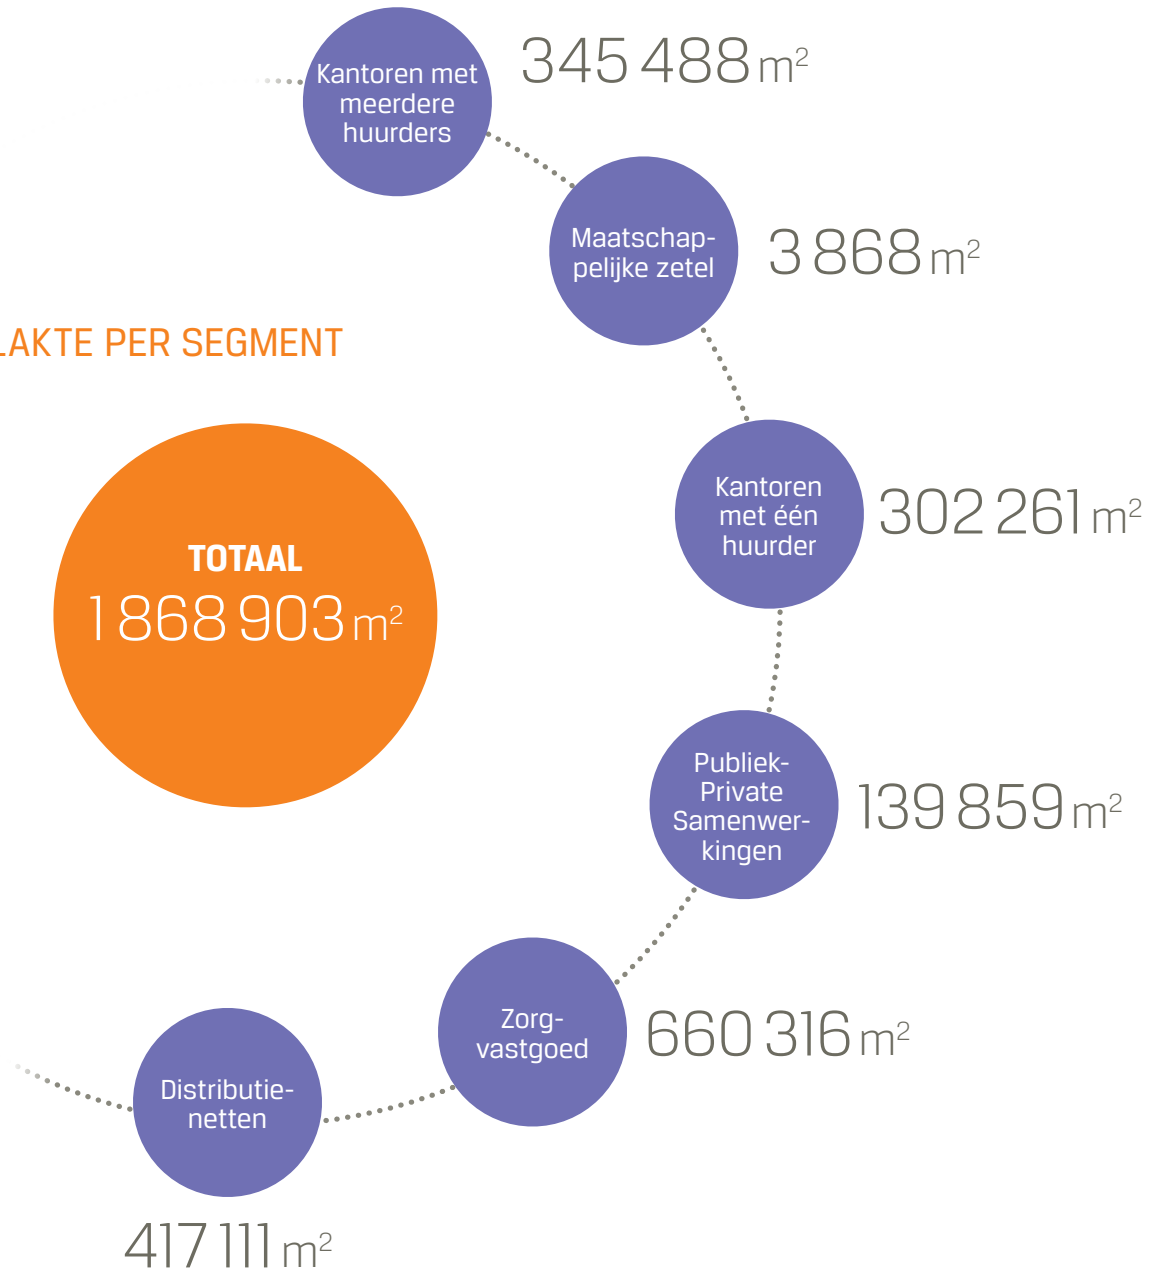 Kantoren met
meerdere
huurders
345 488 m²
Maatschap-
pelijke zetel
3 868 m²
LAKTE PER SEGMENT
Kantoren
met één
huurder
302 261 m²
TOTAAL
1 868 903 m²
Publiek-
Private
Samenwer-
kingen
139 859 m²
Zorg-
vastgoed
660 316 m²
Distributie-
netten
417 111 m²